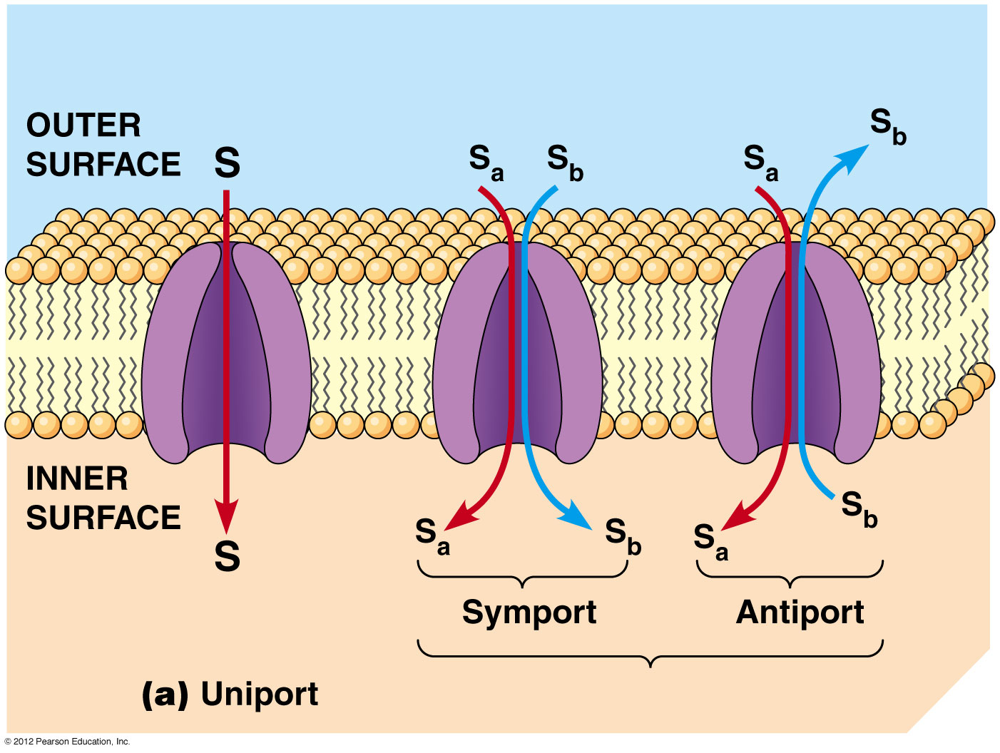 OUTER
SURFACE
S
Sa
Sb
Sa
Sb
INNER
SURFACE
S
Sa
Sb
Sa
Sb
Symport
Antiport
(a) Uniport
© 2012 Pearson Education, Inc.